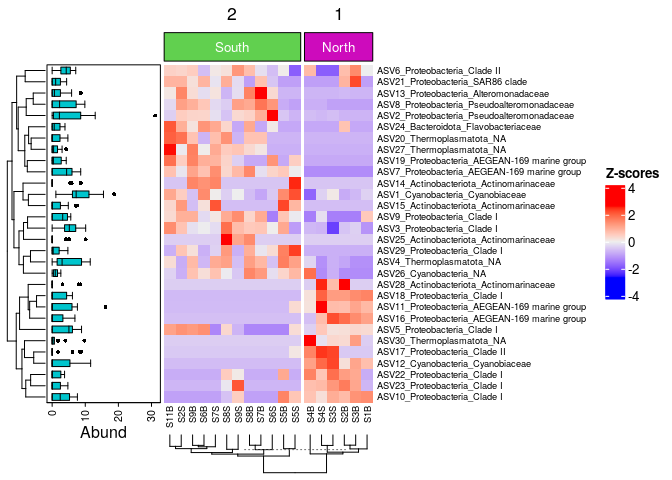 2 1
South North
ASV6_Proteobacteria_Clade II
ASV21_Proteobacteria_SAR86 clade
ASV13_Proteobacteria_Alteromonadaceae
ASV8_Proteobacteria_Pseudoalteromonadaceae
ASV2_Proteobacteria_Pseudoalteromonadaceae
ASV24_Bacteroidota_Flavobacteriaceae
ASV20_Thermoplasmatota_NA
ASV27_Thermoplasmatota_NA
ASV19_Proteobacteria_AEGEAN-169 marine group
ASV7_Proteobacteria_AEGEAN-169 marine group
ASV14_Actinobacteriota_Actinomarinaceae
ASV1_Cyanobacteria_Cyanobiaceae
ASV15_Actinobacteriota_Actinomarinaceae
ASV9_Proteobacteria_Clade I
ASV3_Proteobacteria_Clade I
ASV25_Actinobacteriota_Actinomarinaceae
ASV29_Proteobacteria_Clade I
ASV4_Thermoplasmatota_NA
ASV26_Cyanobacteria_NA
ASV28_Actinobacteriota_Actinomarinaceae
ASV18_Proteobacteria_Clade I
ASV11_Proteobacteria_AEGEAN-169 marine group
ASV16_Proteobacteria_AEGEAN-169 marine group
ASV5_Proteobacteria_Clade I
ASV30_Thermoplasmatota_NA
ASV17_Proteobacteria_Clade II
ASV12_Cyanobacteria_Cyanobiaceae
ASV22_Proteobacteria_Clade I
ASV23_Proteobacteria_Clade I
ASV10_Proteobacteria_Clade I
Z-scores
4
2
0
-2
-4
0 10 20 30
Abund
S11B S2S S9B S6B S7S S8S S9S S8B S7B S6S S5B S5S S4B S4S S3S S2B S3B S1B